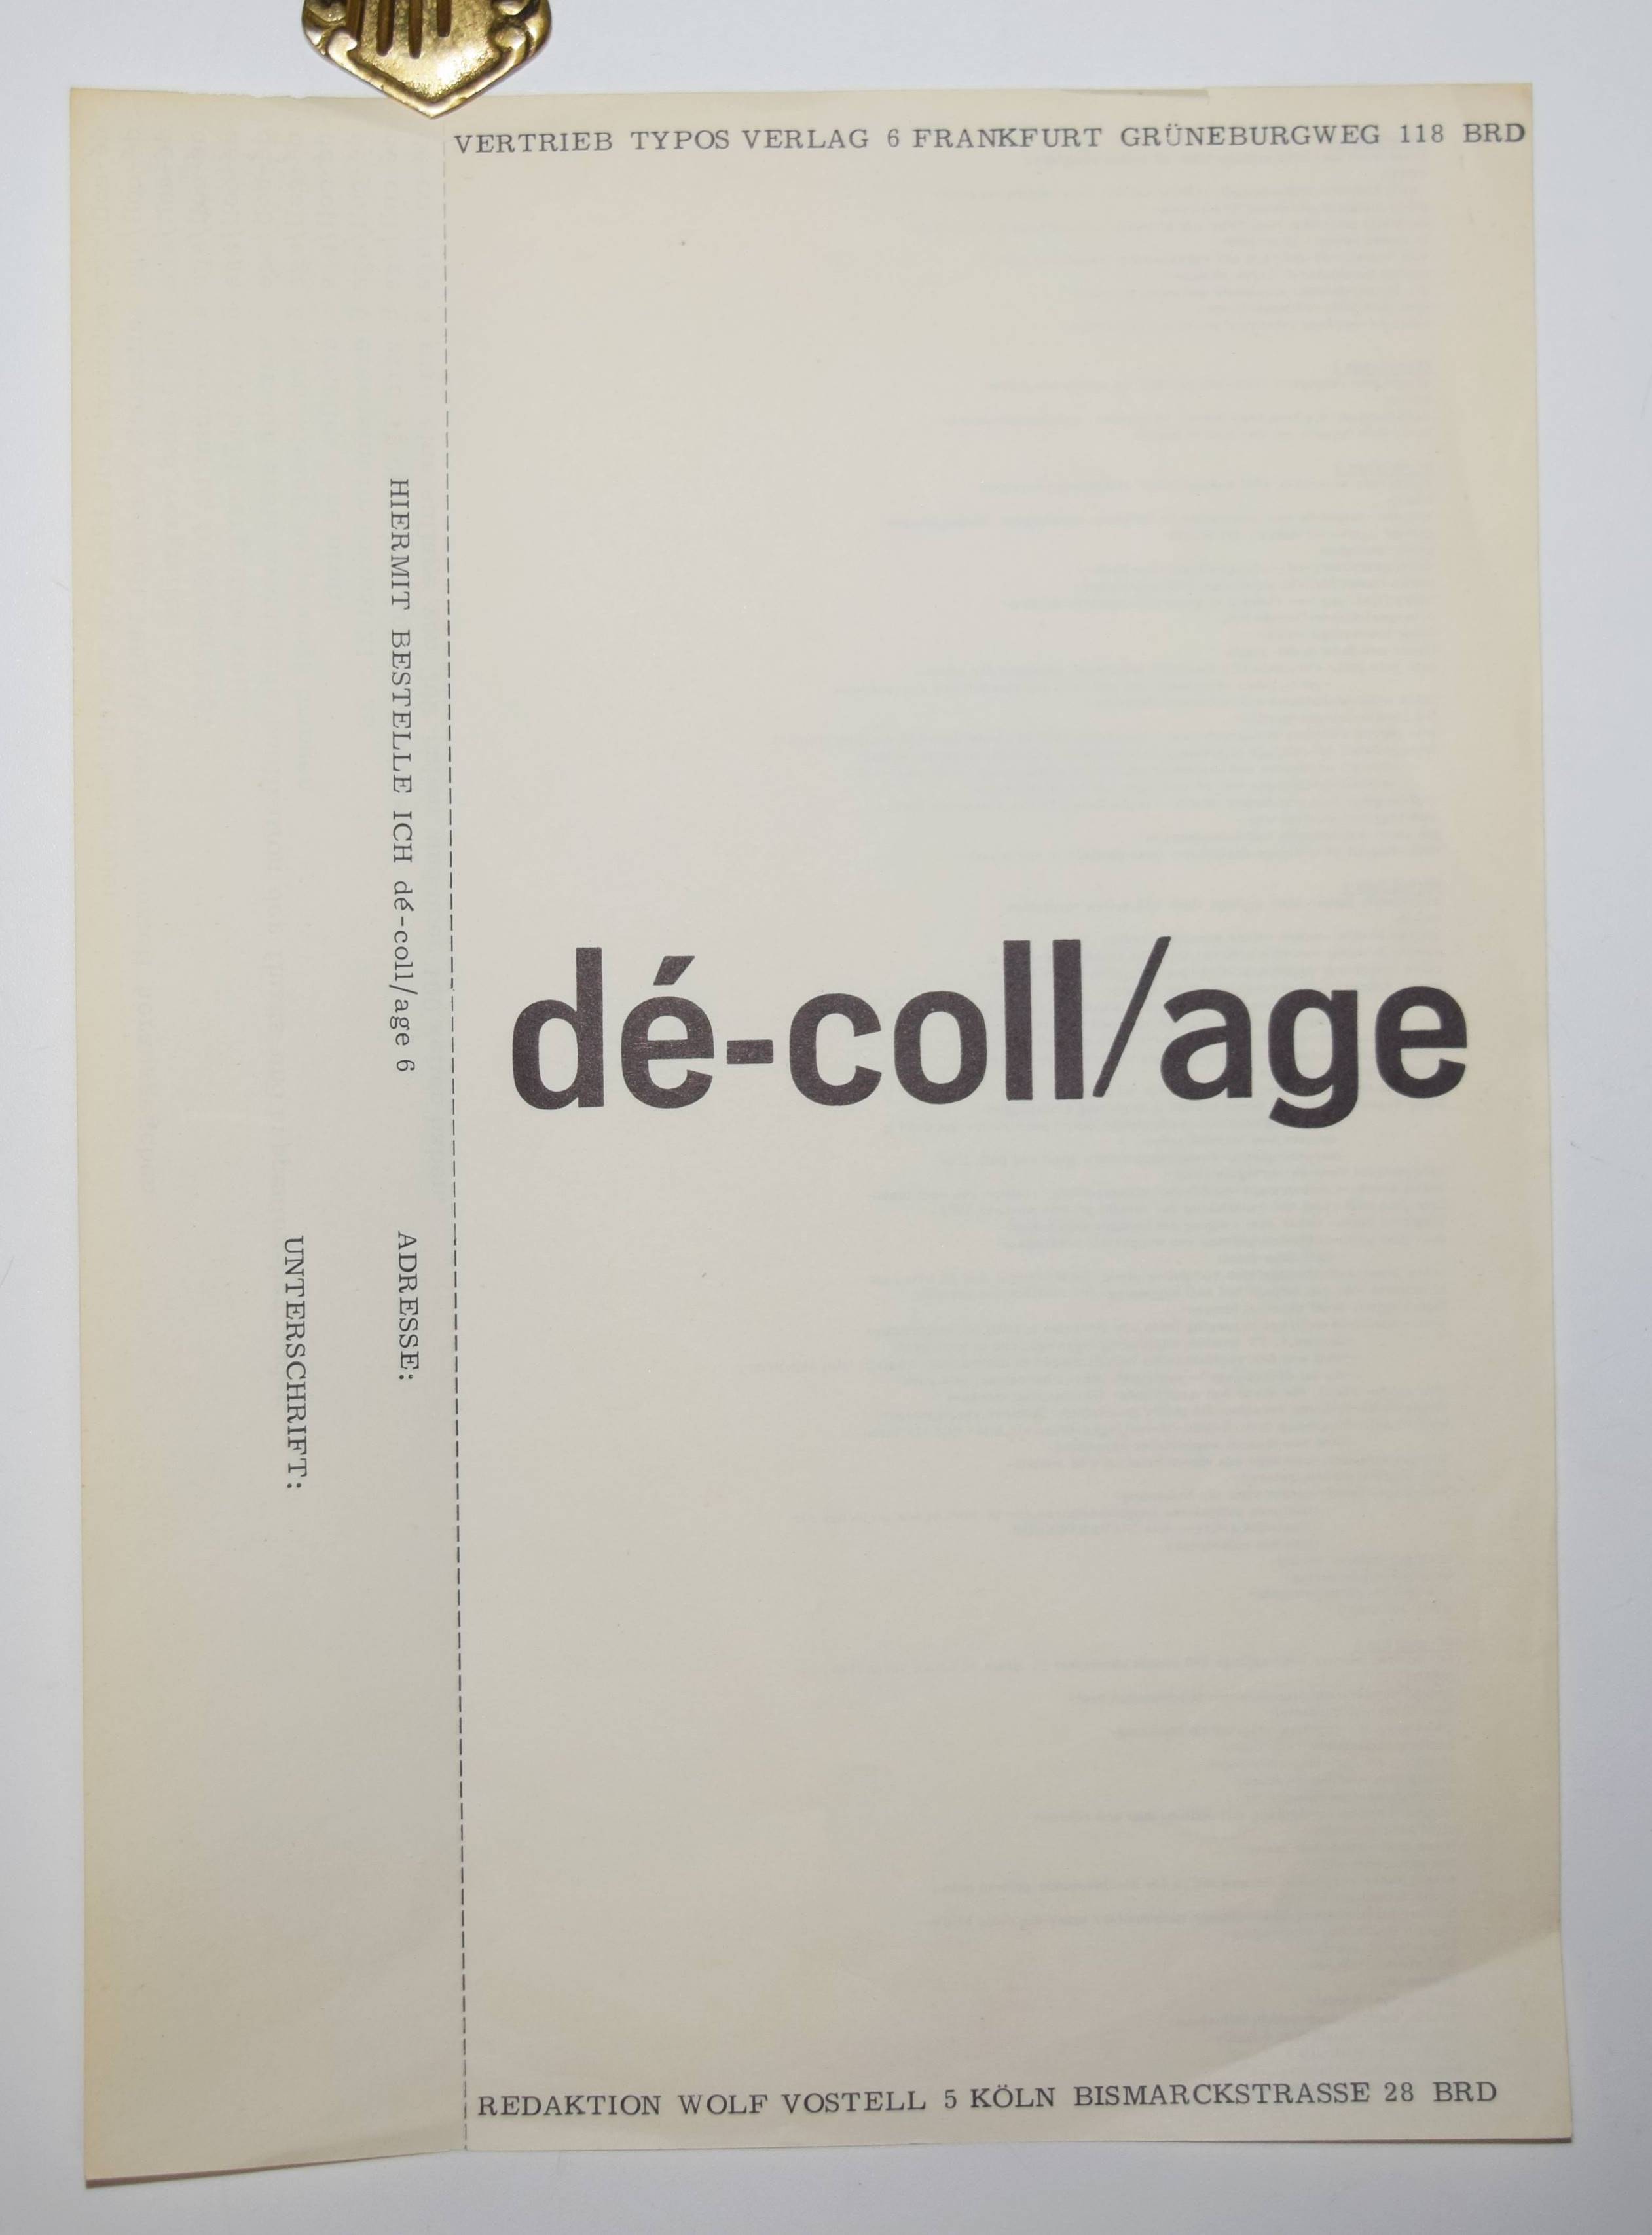 VERTRIEB TYPOS VERLAG 6 FRANKFURT GRÜNEBURGWEG 118 BRD
HIERMIT BESTELLE ICH dé-coll/age 6
ADRESSE:
UNTERSCHRIFT:
dé-coll/age
REDAKTION WOLF VOSTELL 5 KÖLN BISMARCKSTRASSE 28 BRD